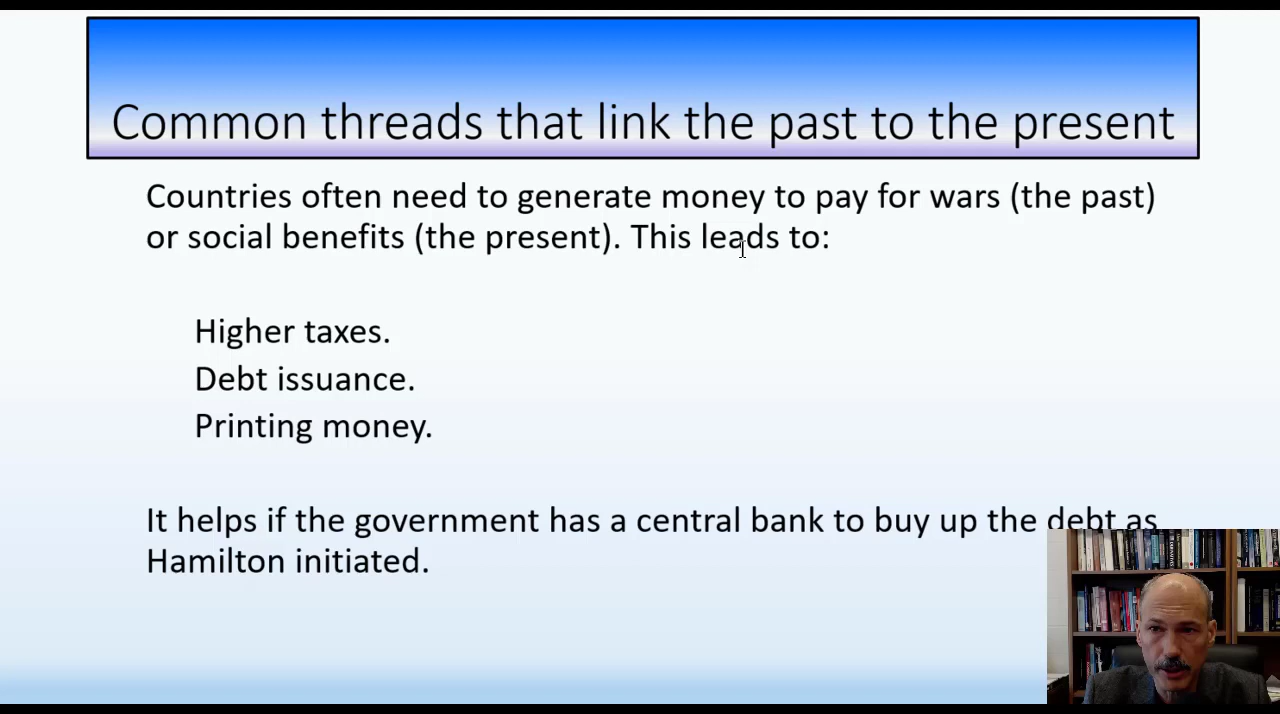 Common threads that link the past to the present
Countries often need to generate money to pay for wars (the past)
or social benefits (the present). This leads to:
Higher taxes.
Debt issuance.
Printing money.
It helps if the government has a central bank to buy up the debt as
Hamilton initiated.